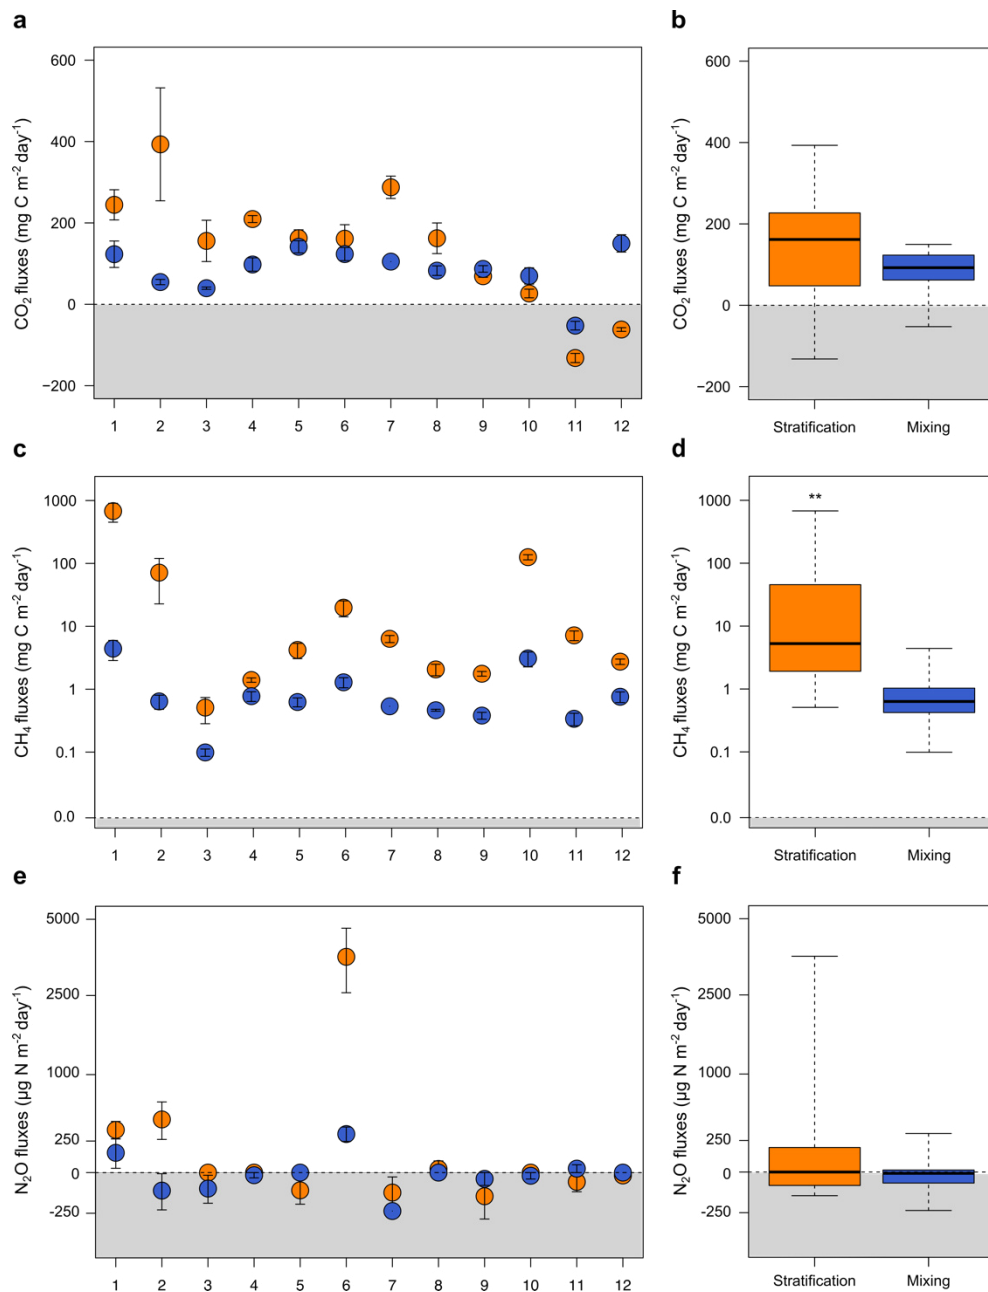 a
b
600
400
200
0
−200
CO2 fluxes (mg C m-2 day-1)
1 2 3 4 5 6 7 8 9 10 11 12
600
400
200
0
−200
CO2 fluxes (mg C m-2 day-1)
Stratification Mixing
c
d
1000
100
10
1
0.1
0.0
CH4 fluxes (mg C m-2 day-1)
1 2 3 4 5 6 7 8 9 10 11 12
**
1000
100
10
1
0.1
0.0
CH4 fluxes (mg C m-2 day-1)
Stratification Mixing
e
f
5000
2500
1000
250
0
-250
N2O fluxes (µg N m-2 day-1)
1 2 3 4 5 6 7 8 9 10 11 12
5000
2500
1000
250
0
-250
N2O fluxes (µg N m-2 day-1)
Stratification Mixing